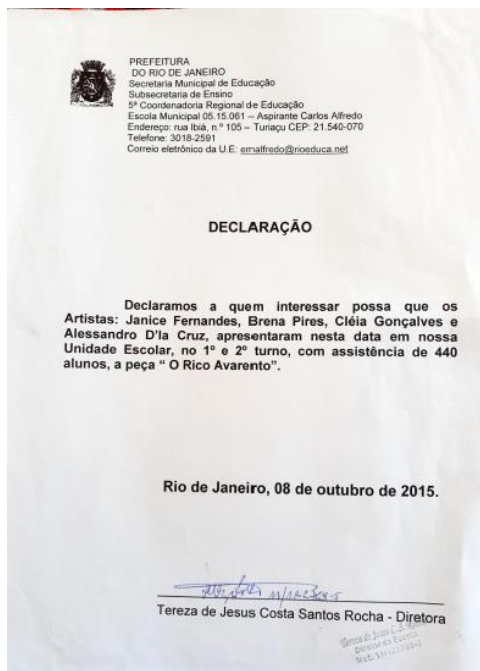 PREFEITURA
DO RIO DE JANEIRO
Secretaria Municipal de Educação
Subsecretaria de Ensino
5ª Coordenadoria Regional de Educação
Escola Municipal 05.15.061 – Aspirante Carlos Alfredo
Endereço: rua Ibiá, n.º 105 – Turiaçu CEP: 21.540-070
Telefone: 3018-2591
Correio eletrônico da U.E: emalfredo@rioeduca.net
DECLARAÇÃO
Declaramos a quem interessar possa que os
Artistas: Janice Fernandes, Brena Pires, Cléia Gonçalves e
Alessandro D'la Cruz, apresentaram nesta data em nossa
Unidade Escolar, no 1º e 2º turno, com assistência de 440
alunos, a peça “ O Rico Avarento”.
Rio de Janeiro, 08 de outubro de 2015.
Tereza de Jesus Costa Santos Rocha - Diretora